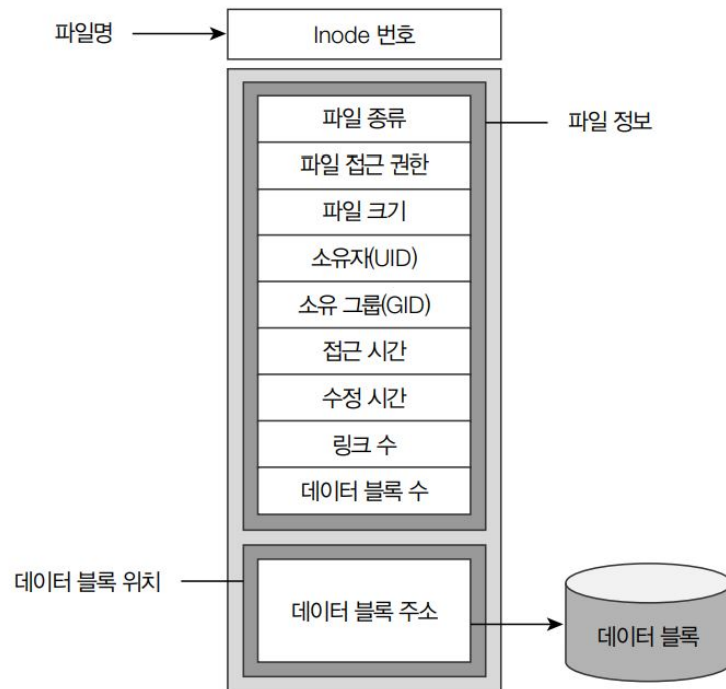 파일명
Inode 번호
파일 종류
파일 정보
파일 접근 권한
파일 크기
소유자(UID)
소유 그룹(GID)
접근 시간
수정 시간
링크 수
데이터 블록 수
데이터 블록 위치
데이터 블록 주소
데이터 블록